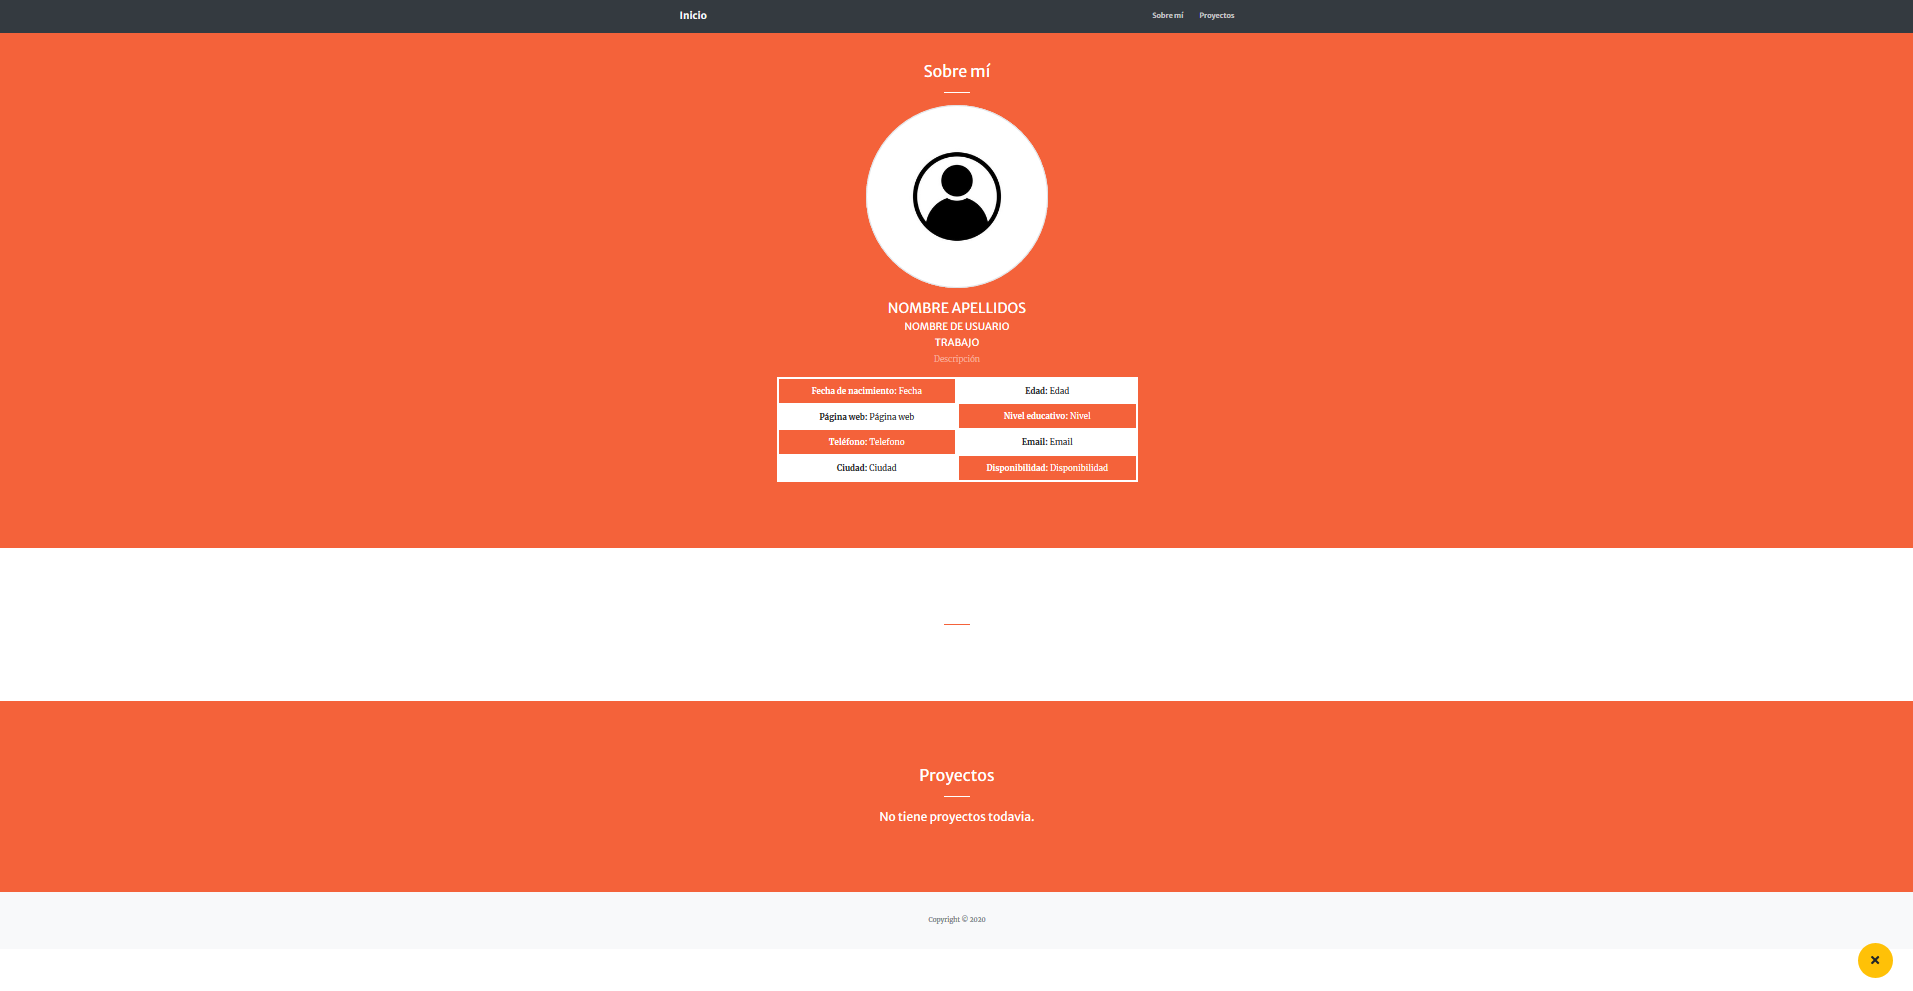 Inicio Sobre mí Proyectos
Sobre mí
NOMBRE APELLIDOS
NOMBRE DE USUARIO
TRABAJO
Descripción
Fecha de nacimiento: Fecha Edad: Edad
Página web: Página web Nivel educativo: Nivel
Teléfono: Telefono Email: Email
Ciudad: Ciudad Disponibilidad: Disponibilidad
Proyectos
No tiene proyectos todavia.
Copyright © 2020